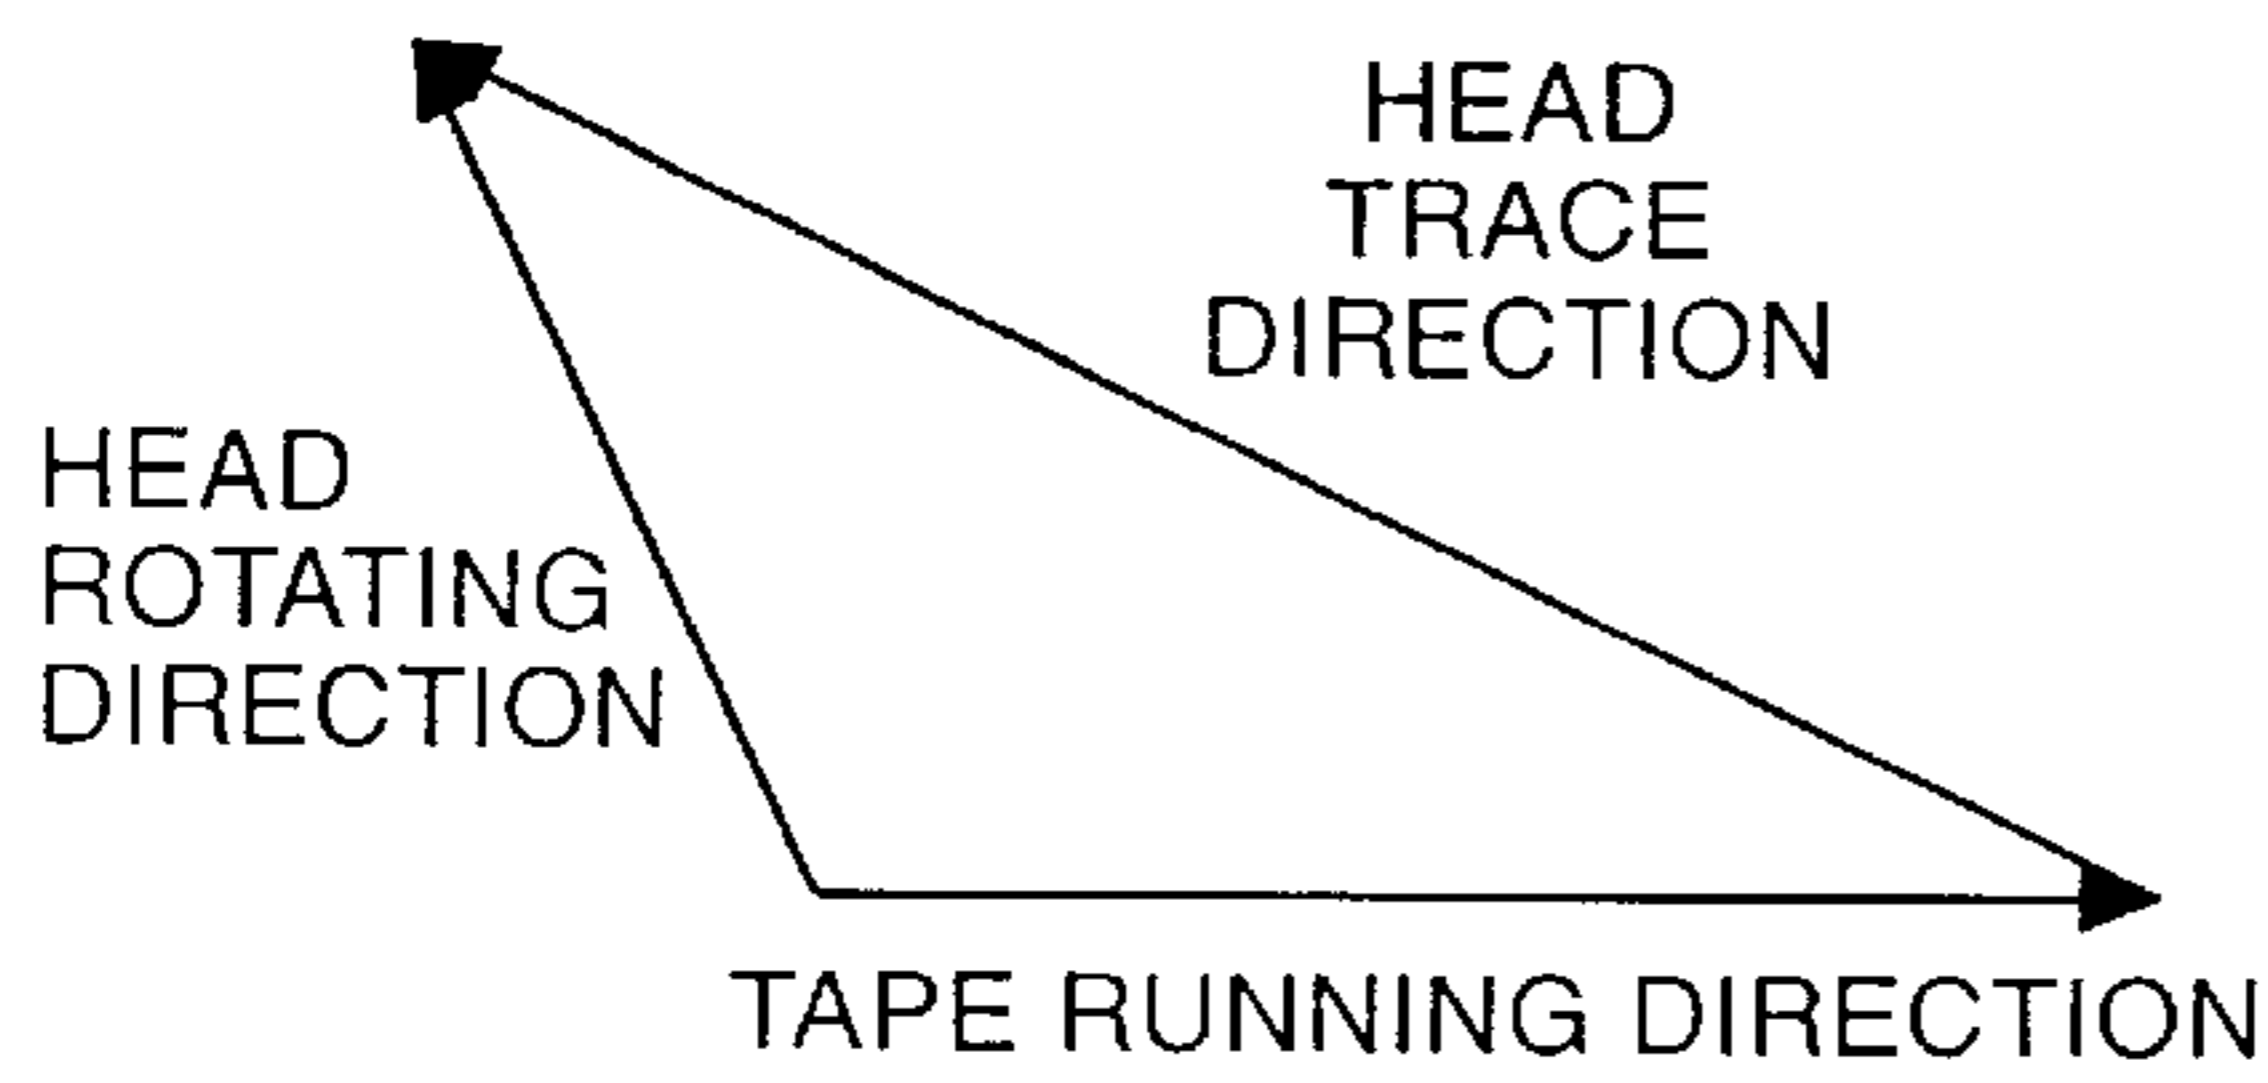 HEAD
TRACE
DIRECTION
HEAD
ROTATING
DIRECTION
TAPE RUNNING DIRECTION